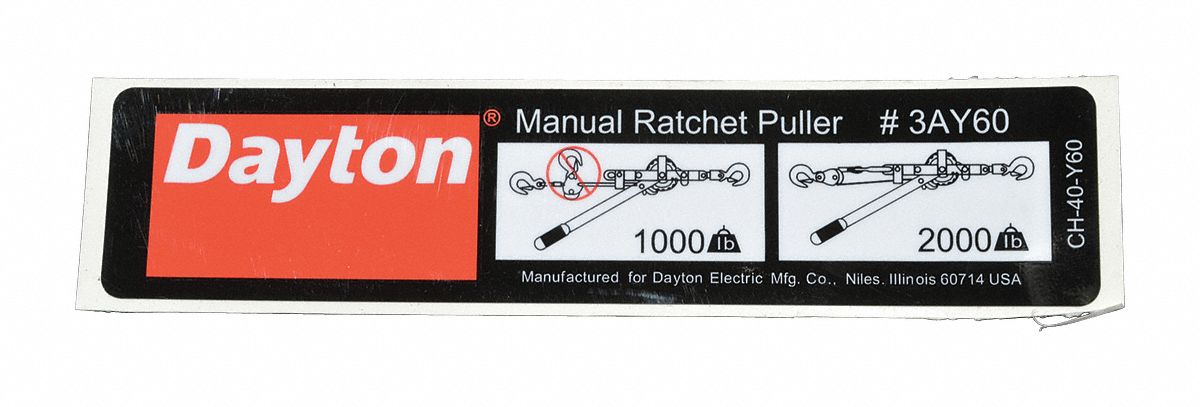 Dayton®
Manual Ratchet Puller # 3AY60
1000 lb
2000 lb
Manufactured for Dayton Electric Mfg. Co., Niles, Illinois 60714 USA
CH-40-Y60